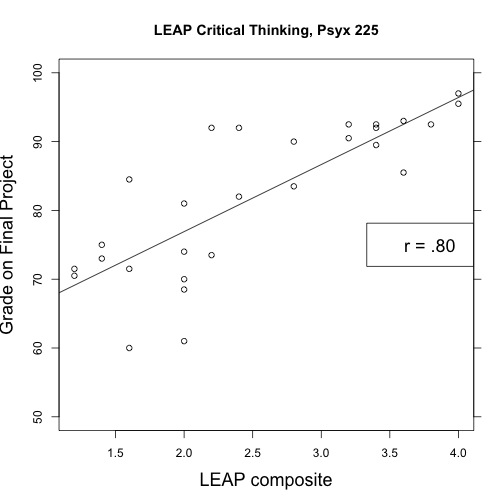 LEAP Critical Thinking, Psyx 225
100
90
80
70
60
50
Grade on Final Project
r = .80
1.5 2.0 2.5 3.0 3.5 4.0
LEAP composite